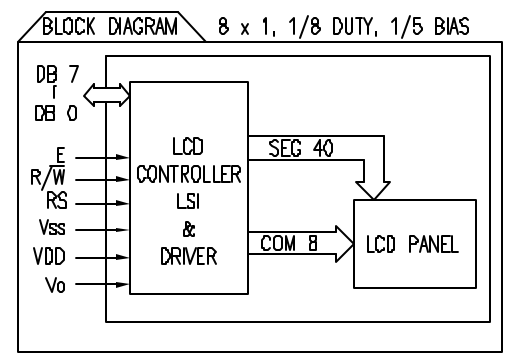 BLOCK DIAGRAM 8 x 1, 1/8 DUTY, 1/5 BIAS
DB 7
DB 0
E
R/W̅
RS
Vss
VDD
Vo
LCD
CONTROLLER
LSI
&
DRIVER
SEG 40
COM 8
LCD PANEL